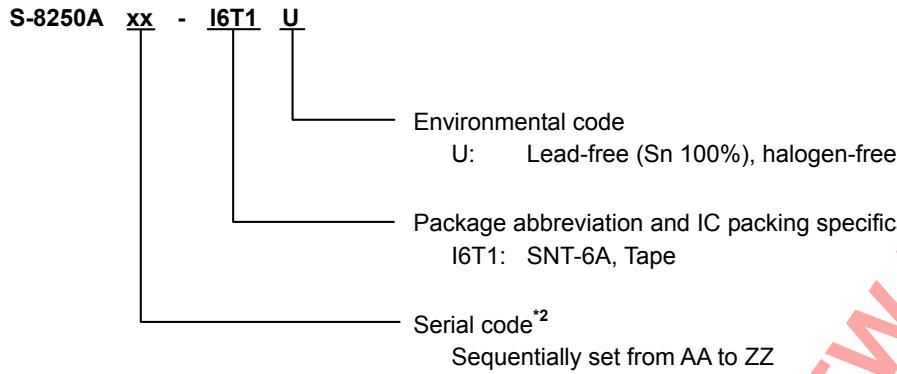 S-8250A xx - I6T1 U
Environmental code
U: Lead-free (Sn 100%), halogen-free
Package abbreviation and IC packing
I6T1: SNT-6A, Tape
Serial code*2
Sequentially set from AA to ZZ